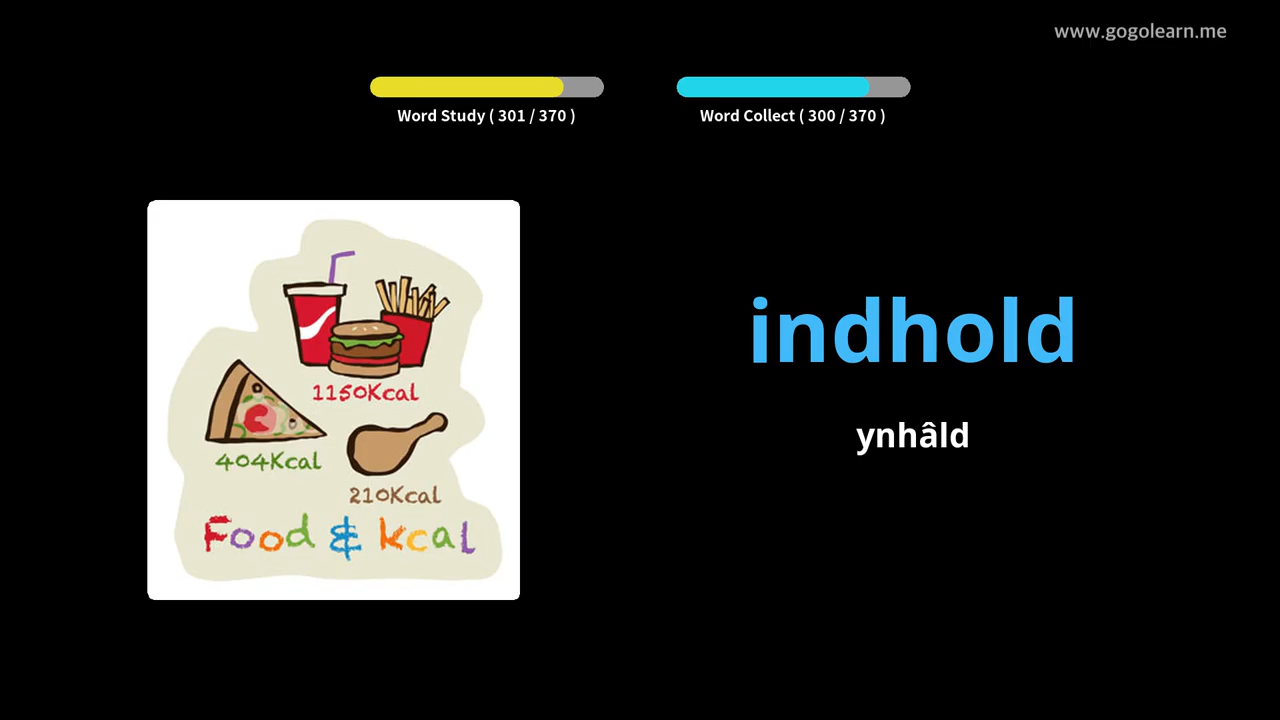 www.gogolearn.me
Word Study ( 301 / 370 )
Word Collect ( 300 / 370 )
1150Kcal
404Kcal
210Kcal
Food & kcal
indhold
ynhâld